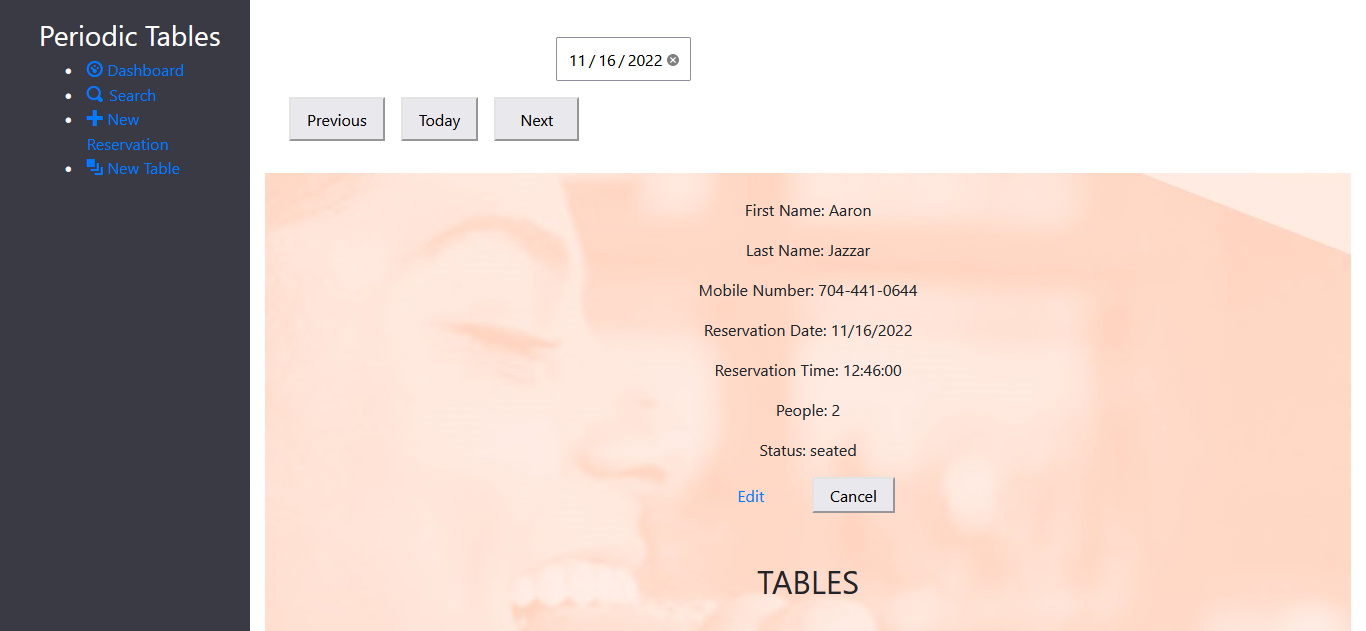 Periodic Tables
Dashboard
Search
New
Reservation
New Table
11/16/2022
Previous
Today
Next
First Name: Aaron
Last Name: Jazzar
Mobile Number: 704-441-0644
Reservation Date: 11/16/2022
Reservation Time: 12:46:00
People: 2
Status: seated
Edit
Cancel
TABLES